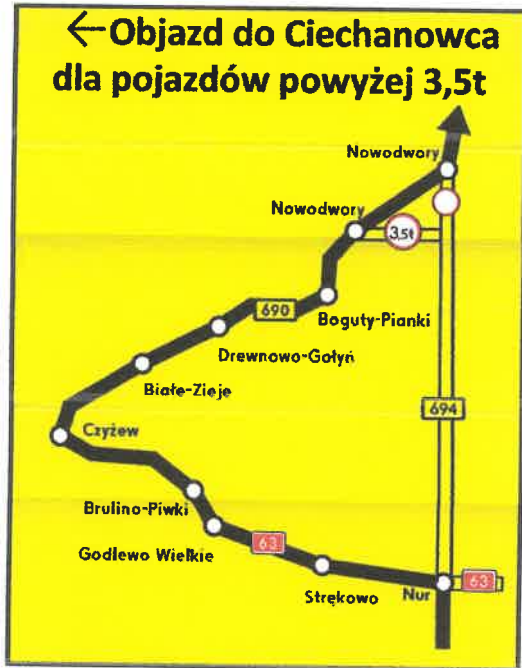 ←Objazd do Ciechanowca
dla pojazdów powyżej 3,5t
Nowodwory
Nowodwory
3,5t
690
Boguty-Pianki
Drewnowo-Gołyń
Białe-Zieje
694
Czyżew
Brulino-Piwki
Godlewo Wielkie
63
63
Strękowo
Nur